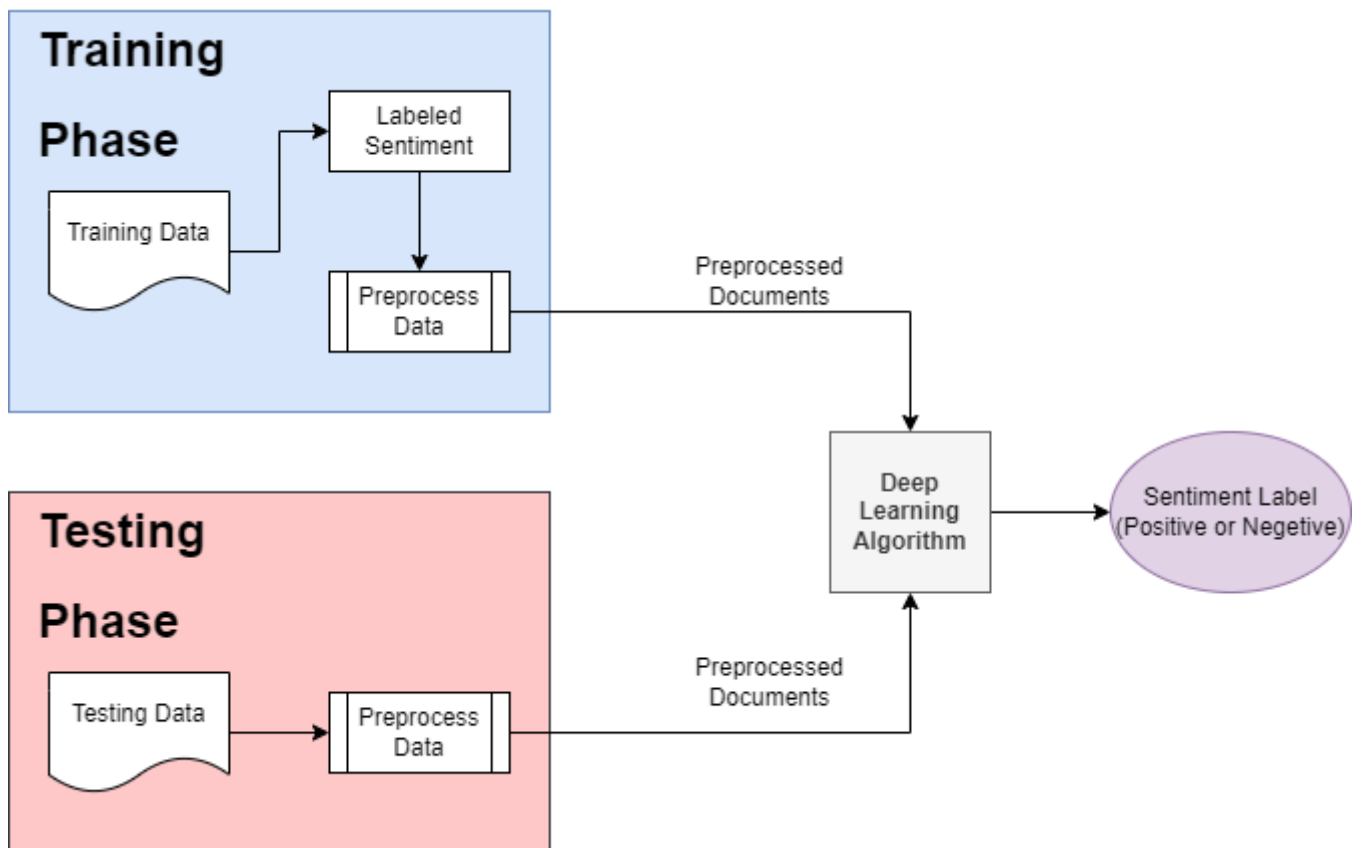 Training
Phase
Labeled
Sentiment
Training Data
Preprocess
Data
Preprocessed
Documents
Deep
Learning
Algorithm
Sentiment Label
(Positive or Negetive)
Testing
Phase
Testing Data
Preprocess
Data
Preprocessed
Documents